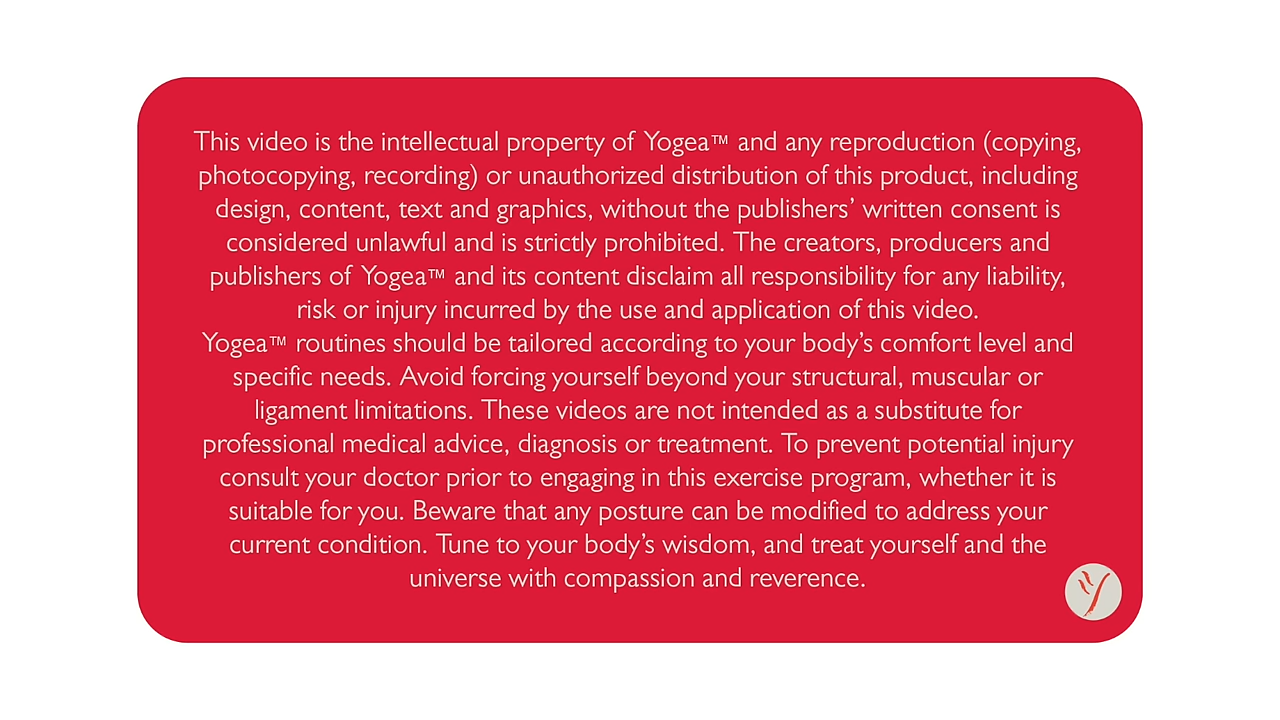 This video is the intellectual property of Yogea™ and any reproduction (copying,
photocopying, recording) or unauthorized distribution of this product, including
design, content, text and graphics, without the publishers’ written consent is
considered unlawful and is strictly prohibited. The creators, producers and
publishers of Yogea™ and its content disclaim all responsibility for any liability,
risk or injury incurred by the use and application of this video.
Yogea™ routines should be tailored according to your body’s comfort level and
specific needs. Avoid forcing yourself beyond your structural, muscular or
ligament limitations. These videos are not intended as a substitute for
professional medical advice, diagnosis or treatment. To prevent potential injury
consult your doctor prior to engaging in this exercise program, whether it is
suitable for you. Beware that any posture can be modified to address your
current condition. Tune to your body’s wisdom, and treat yourself and the
universe with compassion and reverence.